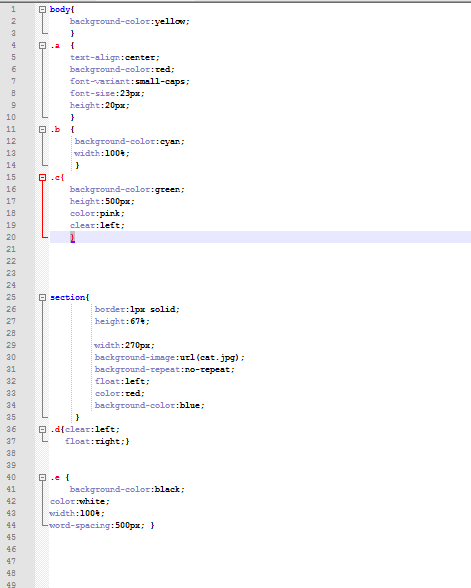 1 body{
2 background-color:yellow;
3 }
4 .a {
5 text-align:center;
6 background-color:red;
7 font-variant:small-caps;
8 font-size:23px;
9 height:20px;
10 }
11 .b {
12 background-color:cyan;
13 width:100%;
14 }
15 .c{
16 background-color:green;
17 height:500px;
18 color:pink;
19 clear:left;
20 }
21
22
23
24
25 section{
26 border:1px solid;
27 height:67%;
28
29 width:270px;
30 background-image:url(cat.jpg);
31 background-repeat:no-repeat;
32 float:left;
33 color:red;
34 background-color:blue;
35 }
36 .d{clear:left;
37 float:right;}
38
39
40 .e {
41 background-color:black;
42 color:white;
43 width:100%;
44 word-spacing:500px; }
45
46
47
48
49